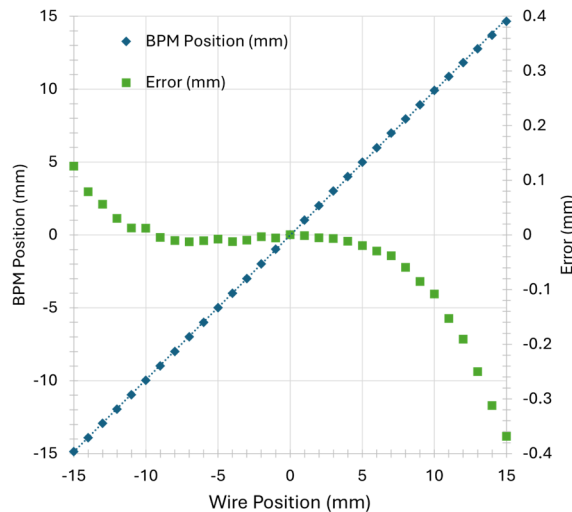 15
10
5
0
-5
-10
-15
BPM Position (mm)
BPM Position (mm)
Error (mm)
0.4
0.3
0.2
0.1
0
-0.1
-0.2
-0.3
-0.4
Error (mm)
-15 -10 -5 0 5 10 15
Wire Position (mm)